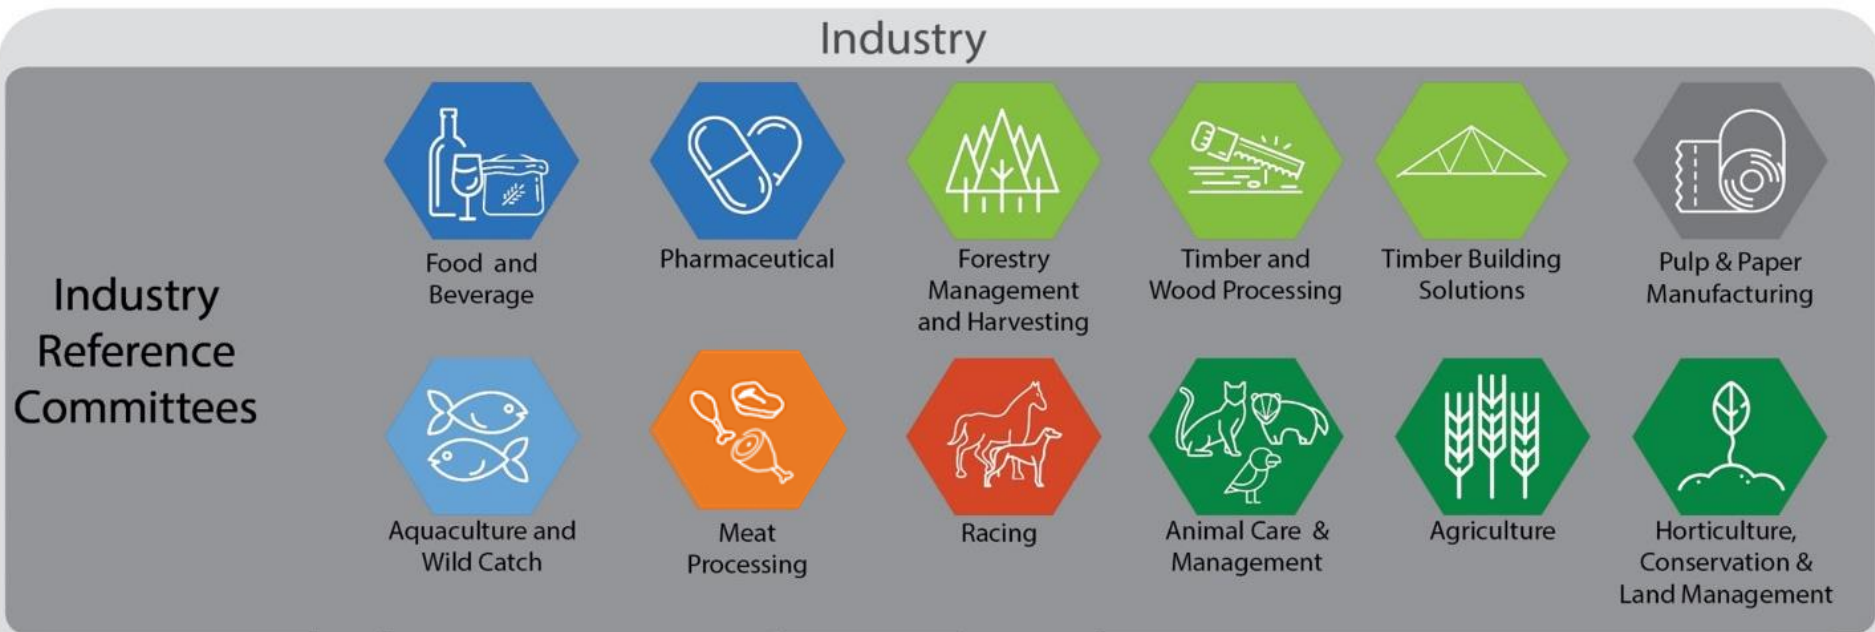 Industry
Industry
Reference
Committees
Food and
Beverage
Pharmaceutical
Forestry
Management
and Harvesting
Timber and
Wood Processing
Timber Building
Solutions
Pulp & Paper
Manufacturing
Aquaculture and
Wild Catch
Meat
Processing
Racing
Animal Care &
Management
Agriculture
Horticulture,
Conservation &
Land Management